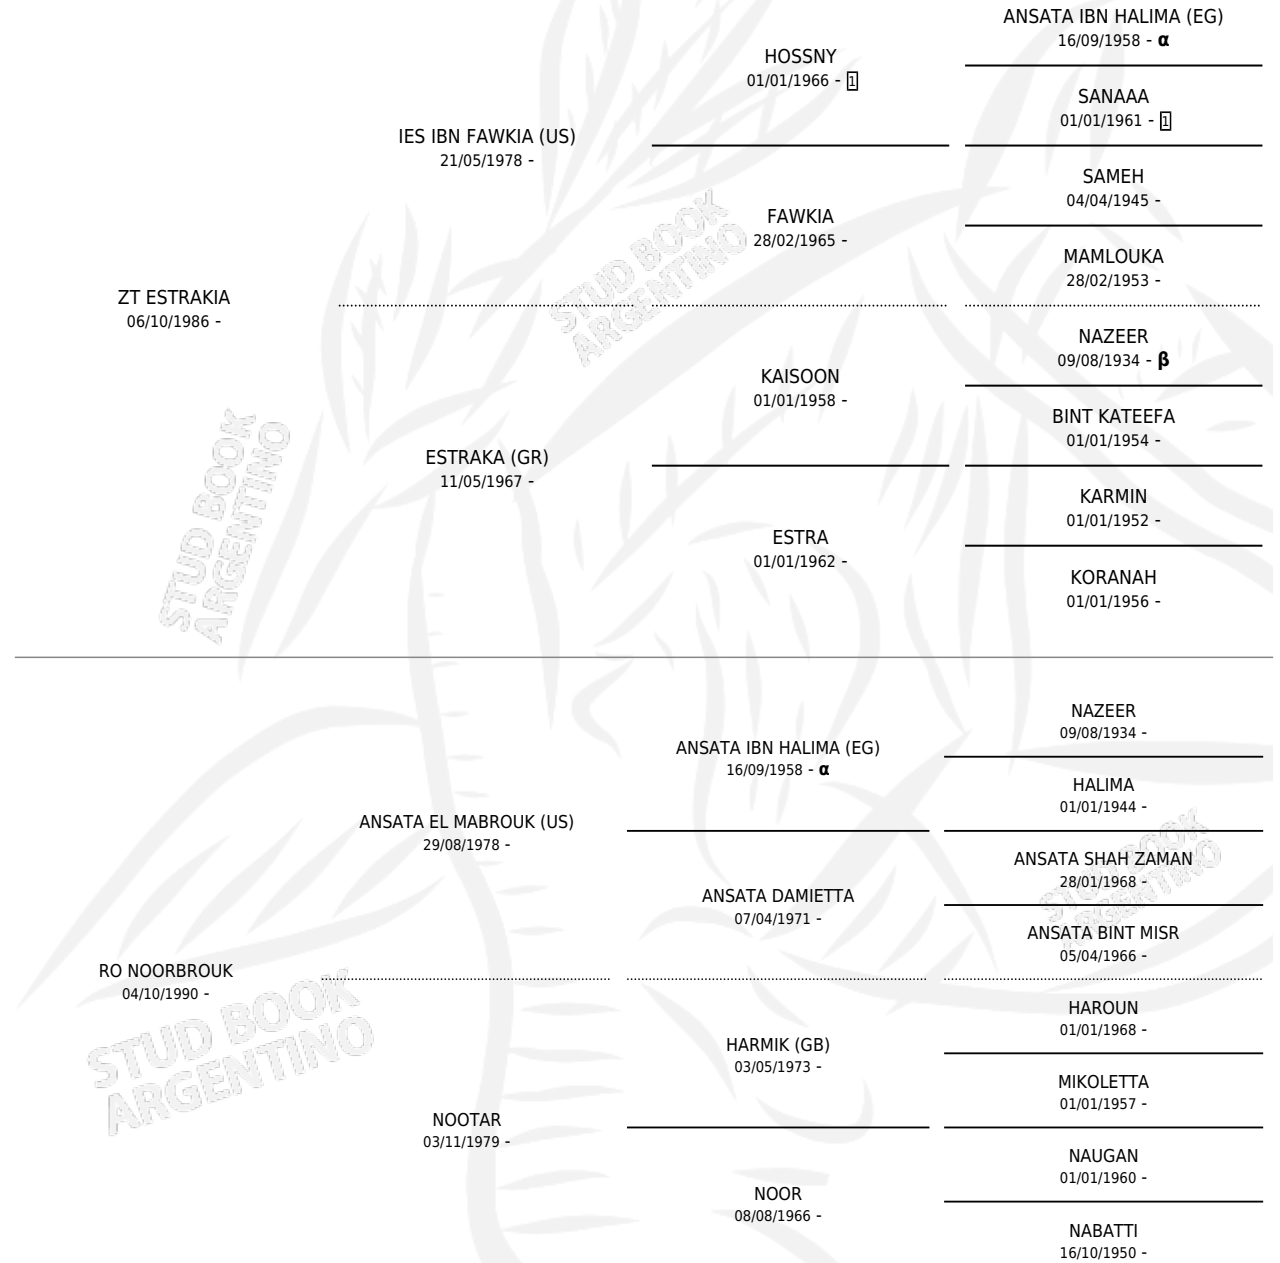 ANSATA IBN HALIMA (EG)
16/09/1958 - α
HOSSNY
01/01/1966 - 1
SANAAA
01/01/1961 - 1
IES IBN FAWKIA (US)
21/05/1978 -
SAMEH
04/04/1945 -
FAWKIA
28/02/1965 -
MAMLOUKA
28/02/1953 -
ZT ESTRAKIA
06/10/1986 -
NAZEER
09/08/1934 - β
KAISOON
01/01/1958 -
BINT KATEEFA
01/01/1954 -
ESTRAKA (GR)
11/05/1967 -
KARMIN
01/01/1952 -
ESTRA
01/01/1962 -
KORANAH
01/01/1956 -
STUD BOOK
ARGENTINO
STUD BOOK
ARGENTINO
NAZEER
09/08/1934 -
ANSATA IBN HALIMA (EG)
16/09/1958 - α
HALIMA
01/01/1944 -
ANSATA EL MABROUK (US)
29/08/1978 -
ANSATA SHAH ZAMAN
28/01/1968 -
ANSATA DAMIETTA
07/04/1971 -
ANSATA BINT MISR
05/04/1966 -
RO NOORBROUK
04/10/1990 -
HAROUN
01/01/1968 -
HARMIK (GB)
03/05/1973 -
MIKOLETTA
01/01/1957 -
NOOTAR
03/11/1979 -
NAUGAN
01/01/1960 -
NOOR
08/08/1966 -
NABATTI
16/10/1950 -
STUD BOOK
ARGENTINO
STUD BOOK
ARGENTINO